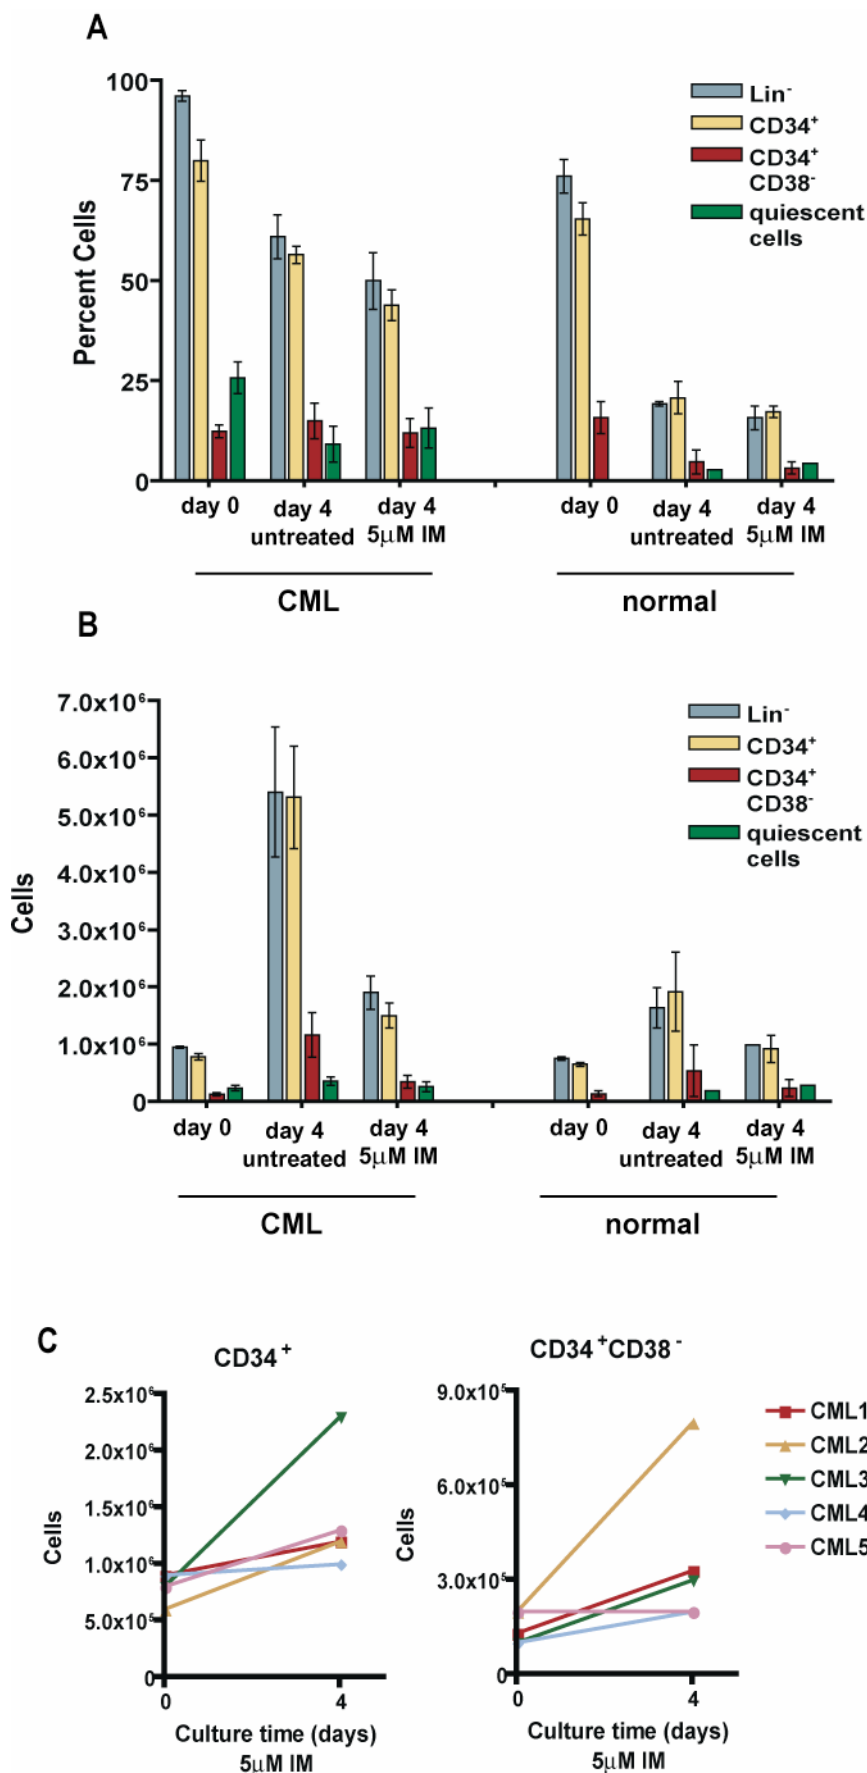 A
100
75
50
25
0
Percent Cells
Lin⁻
CD34⁺
CD34⁺
CD38⁻
quiescent
cells
day 0
day 4
untreated
day 4
5μM IM
day 0
day 4
untreated
day 4
5μM IM
CML
normal
B
7.0x10⁶
6.0x10⁶
5.0x10⁶
4.0x10⁶
3.0x10⁶
2.0x10⁶
1.0x10⁶
0
Cells
Lin⁻
CD34⁺
CD34⁺
CD38⁻
quiescent
cells
day 0
day 4
untreated
day 4
5μM IM
day 0
day 4
untreated
day 4
5μM IM
CML
normal
C
CD34⁺
2.5x10⁶
2.0x10⁶
1.5x10⁶
1.0x10⁶
5.0x10⁵
0
Cells
0
4
Culture time (days)
5μM IM
CD34⁺CD38⁻
9.0x10⁵
6.0x10⁵
3.0x10⁵
0
Cells
0
4
Culture time (days)
5μM IM
CML1
CML2
CML3
CML4
CML5